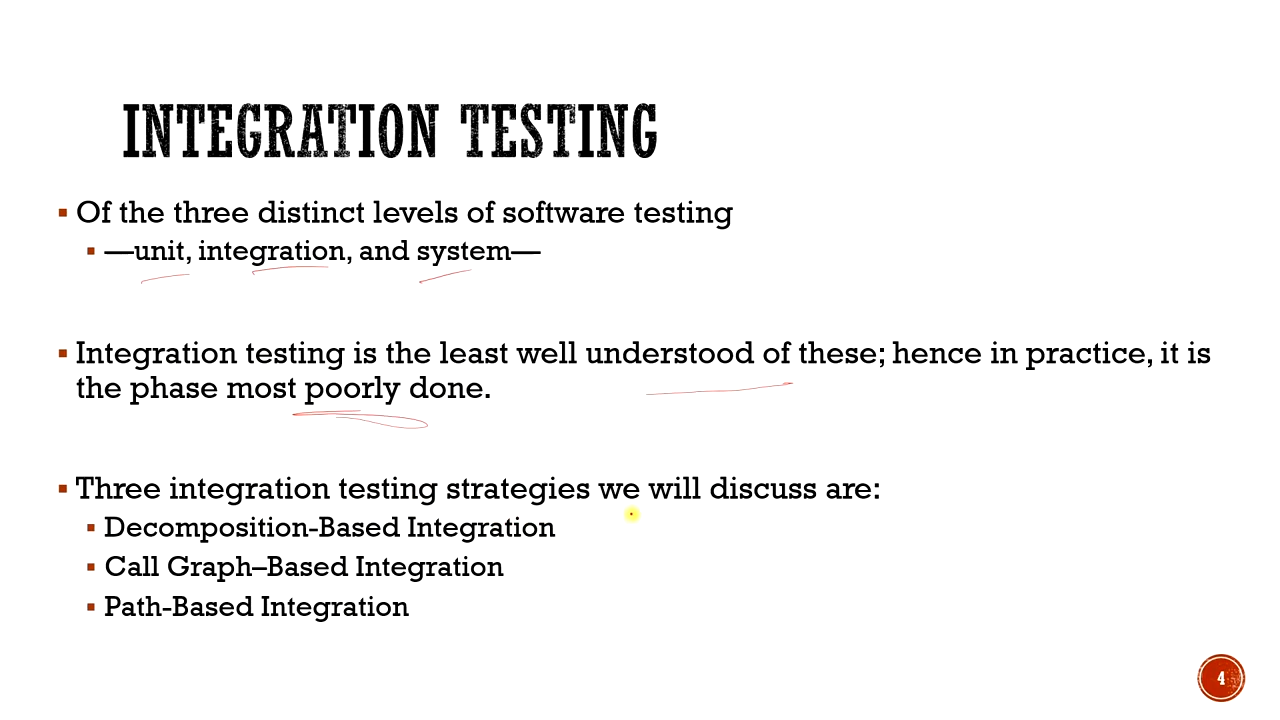 INTEGRATION TESTING
Of the three distinct levels of software testing
—unit, integration, and system—
Integration testing is the least well understood of these; hence in practice, it is
the phase most poorly done.
Three integration testing strategies we will discuss are:
Decomposition-Based Integration
Call Graph–Based Integration
Path-Based Integration
4